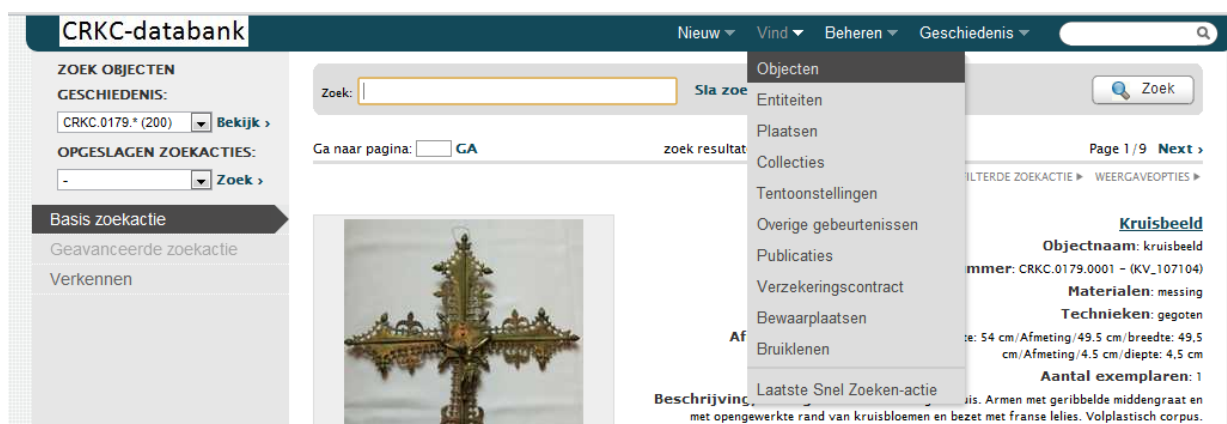 CRKC-databank
Nieuw Vind Beheren Geschiedenis
ZOEK OBJECTEN
GESCHIEDENIS:
CRKC.0179.* (200) Bekijk ›
OPGESLAGEN ZOEKACTIES:
- Zoek ›
Basis zoekactie
Geavanceerde zoekactie
Verkennen
Zoek: Sla zoe Zoek
Ga naar pagina: GA zoek resultat Page 1/9 Next ›
ILTERDE ZOEKACTIE WEERGAVEOPTIES
Objecten
Entiteiten
Plaatsen
Collecties
Tentoonstellingen
Overige gebeurtenissen
Publicaties
Verzekeringscontract
Bewaarplaatsen
Bruiklenen
Laatste Snel Zoeken-actie
Kruisbeeld
Objectnaam: kruisbeeld
mmer: CRKC.0179.0001 - (KV_107104)
Materialen: messing
Technieken: gegoten
Af te: 54 cm/Afmeting/49.5 cm/breedte: 49,5
cm/Afmeting/4.5 cm/diepte: 4,5 cm
Aantal exemplaren: 1
Beschrijving uis. Armen met geribbelde middengraat en
met opengewerkte rand van kruisbloemen en bezet met franse lelies. Volplastisch corpus.